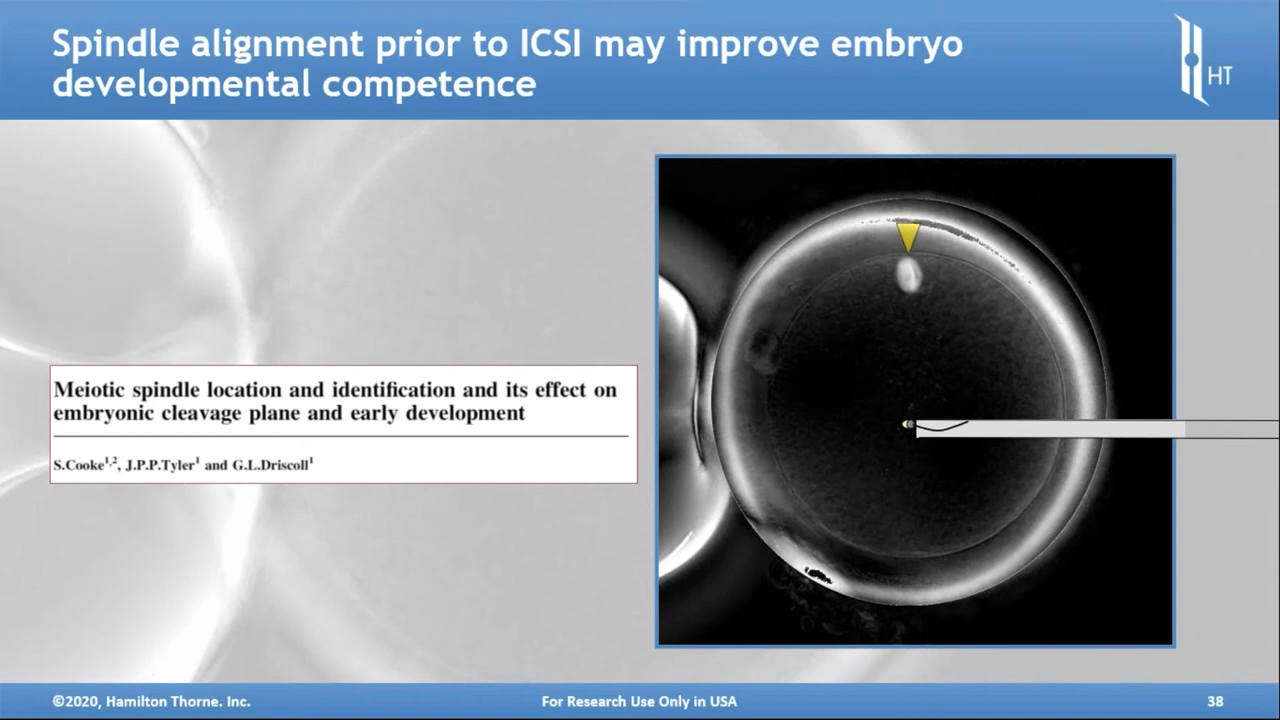 Spindle alignment prior to ICSI may improve embryo
developmental competence
HT
Meiotic spindle location and identification and its effect on
embryonic cleavage plane and early development
S.Cooke1,2, J.P.P.Tyler1 and G.L.Driscoll1
©2020, Hamilton Thorne. Inc.
For Research Use Only in USA
38